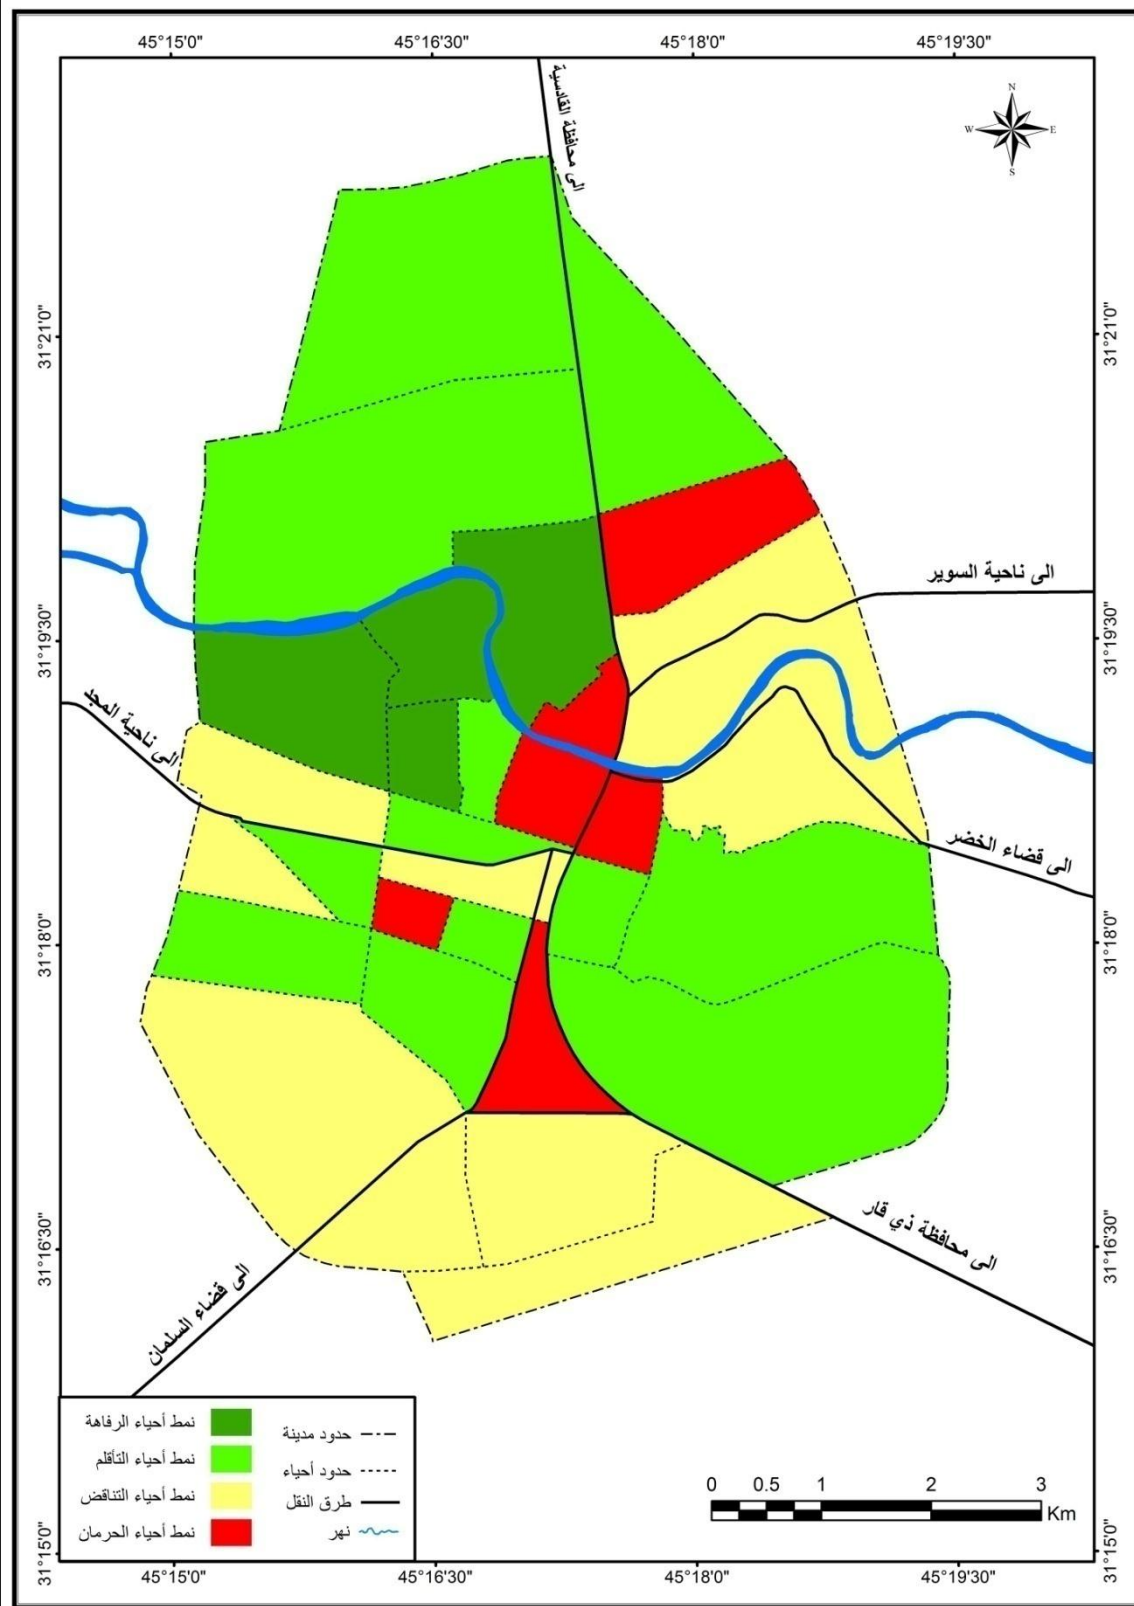 45°15'0"
45°16'30"
45°18'0"
45°19'30"
N
W
E
S
الى محافظة القادسية
31°21'0"
31°21'0"
الى ناحية السوير
31°19'30"
31°19'30"
الى ناحية المجد
الى قضاء الخضر
31°18'0"
31°18'0"
الى محافظة ذي قار
31°16'30"
31°16'30"
الى قضاء السلمان
نمط أحياء الرفاهة
نمط أحياء التأقلم
نمط أحياء التناقض
نمط أحياء الحرمان
حدود مدينة
حدود أحياء
طرق النقل
نهر
0 0.5 1 2 3
Km
31°15'0"
31°15'0"
45°15'0"
45°16'30"
45°18'0"
45°19'30"